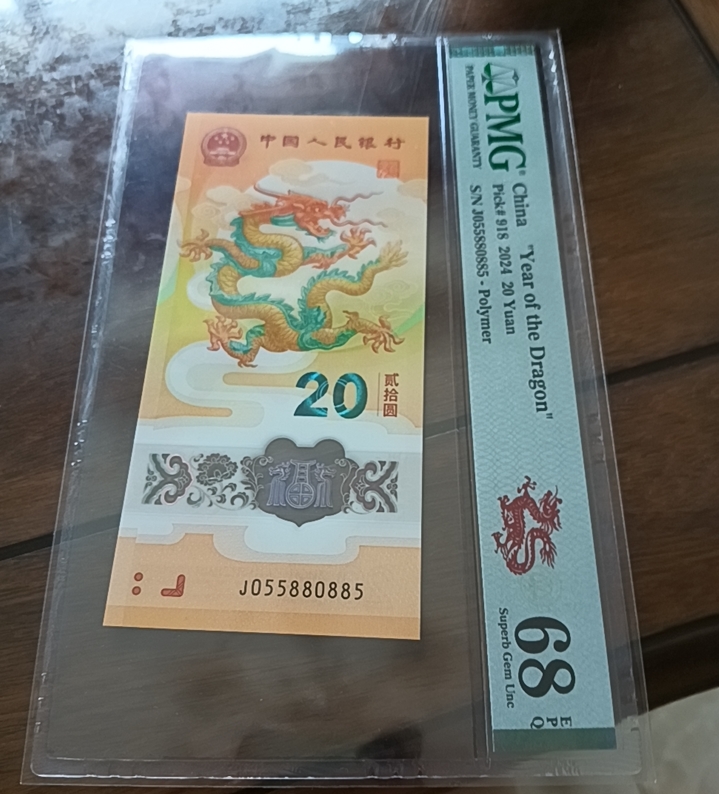 中国人民银行
20
贰拾圆
J055880885
PMG
PAPER MONEY GUARANTY
China "Year of the Dragon"
Pick# 918 2024 20 Yuan
S/N J055880885 - Polymer
68
EPQ
Superb Gem Unc